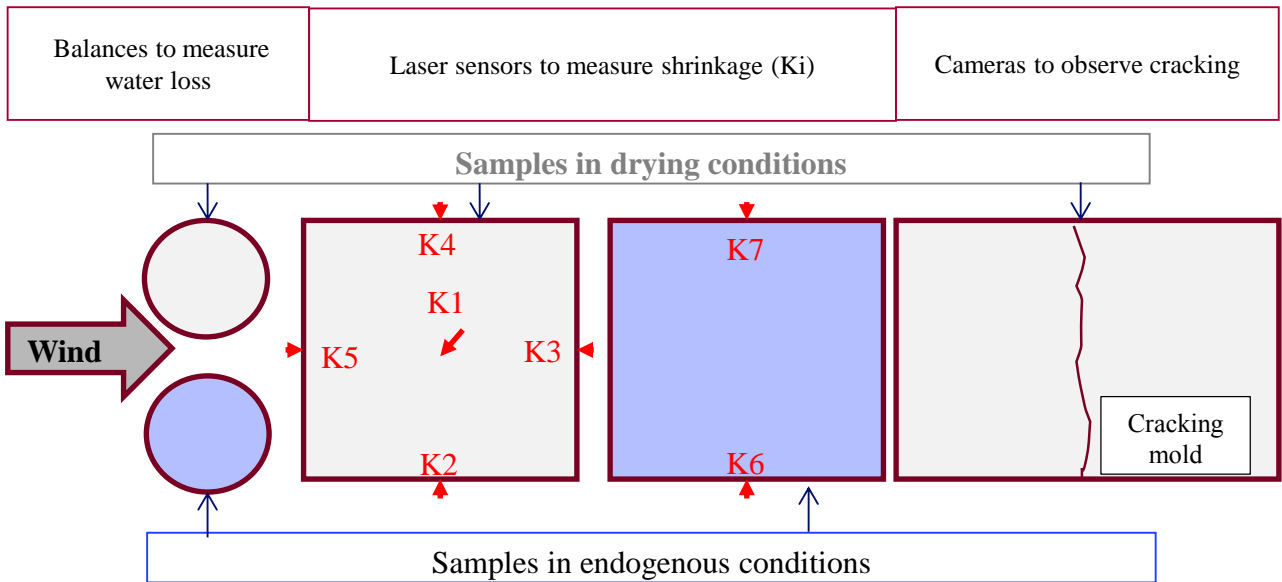 Balances to measure
water loss
Laser sensors to measure shrinkage (Ki)
Cameras to observe cracking
Samples in drying conditions
K4
K7
K1
Wind
K5
K3
K2
K6
Cracking
mold
Samples in endogenous conditions